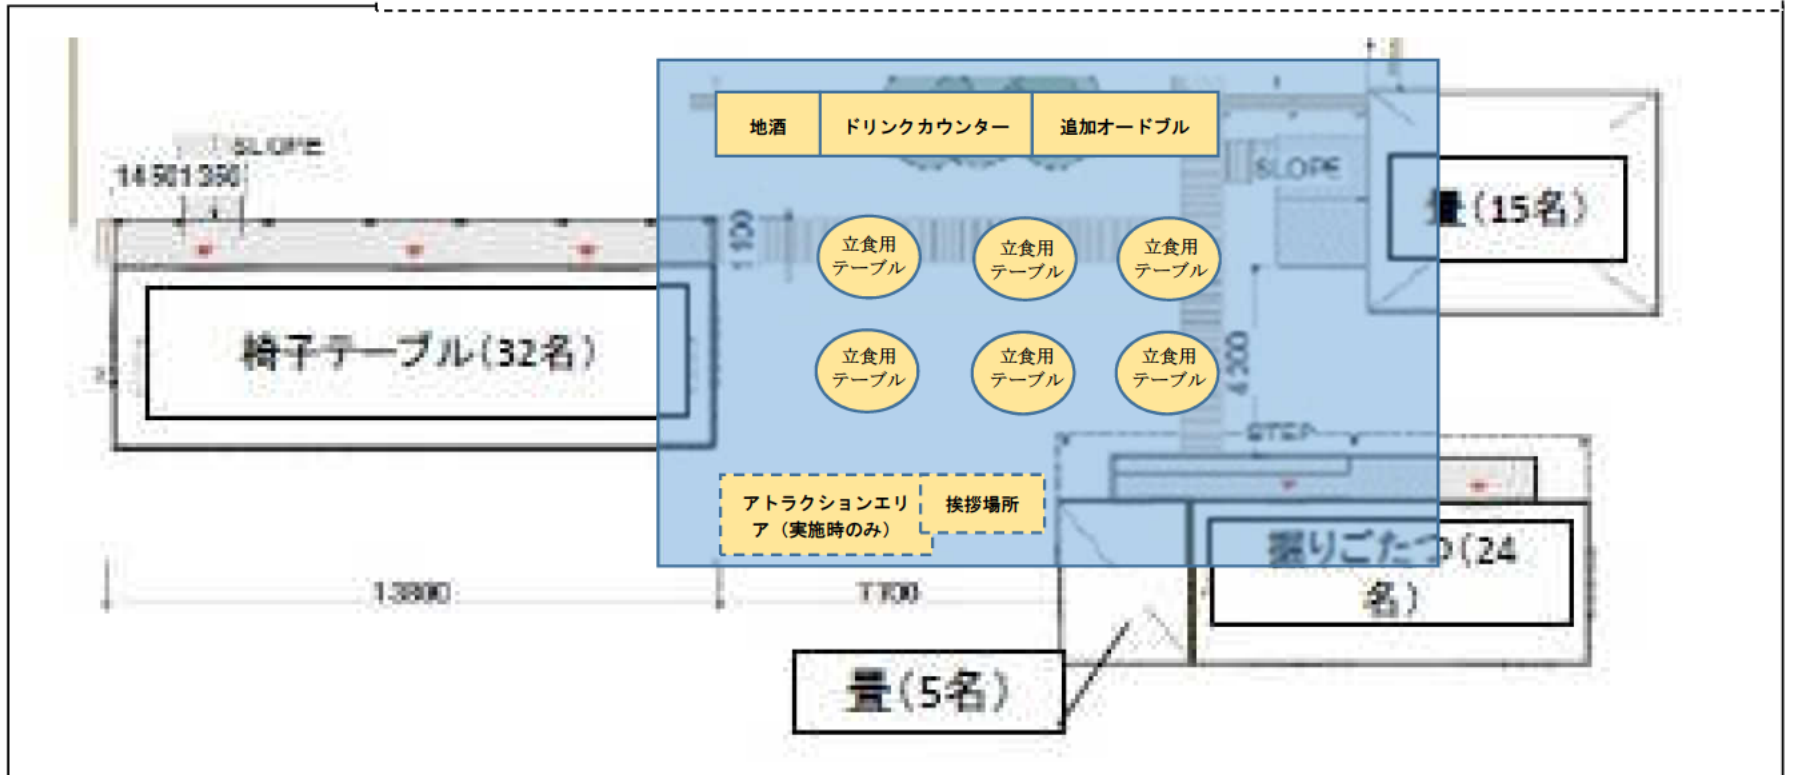 地酒
ドリンクカウンター
追加オードブル
SLOPE
14501350
SLOPE
畳(15名)
1100
立食用
テーブル
立食用
テーブル
立食用
テーブル
椅子テーブル(32名)
立食用
テーブル
立食用
テーブル
立食用
テーブル
4200
STEP
アトラクションエリ
ア（実施時のみ）
挨拶場所
掘りごたつ(24
名)
13800
7700
畳(5名)